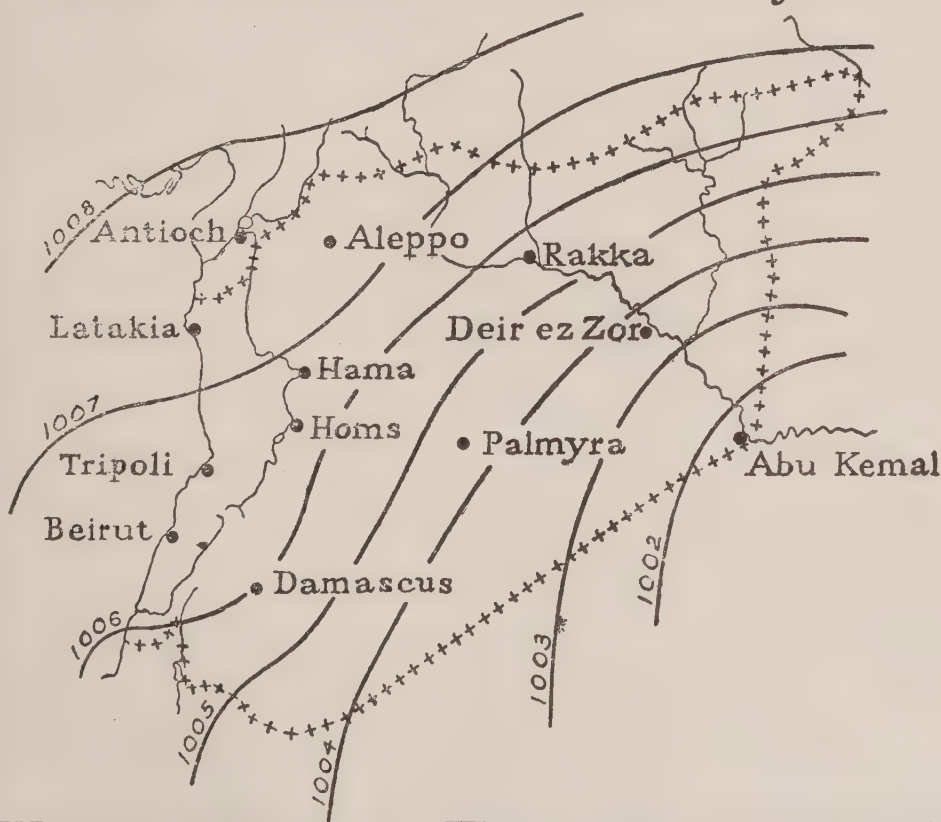 1008
Antioch
Aleppo
Rakka
Latakia
Deir ez Zor
Hama
1007
Homs
Palmyra
Tripoli
Abu Kemal
Beirut
1002
Damascus
1006
1003
1005
1004